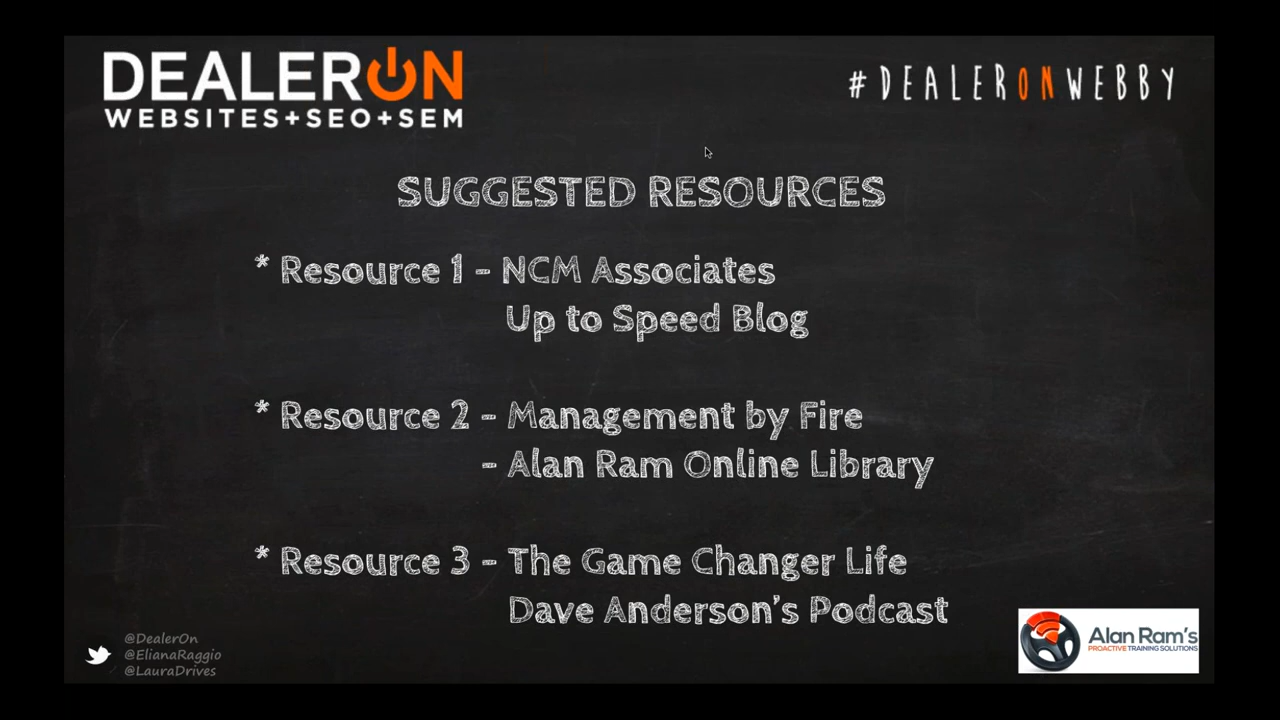 DEALERON
WEBSITES+SEO+SEM
#DEALERONWEBBY
SUGGESTED RESOURCES
* Resource 1 - NCM Associates
Up to Speed Blog
* Resource 2 - Management by Fire
- Alan Ram Online Library
* Resource 3 - The Game Changer Life
Dave Anderson's Podcast
@DealerOn
@ElianaRaggio
@LauraDrives
Alan Ram's
PROACTIVE TRAINING SOLUTIONS